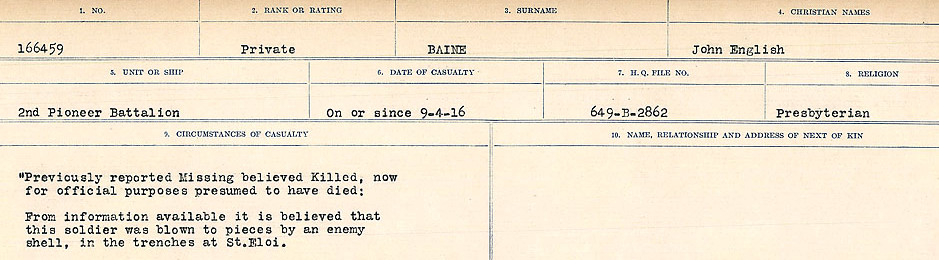 1. NO. 2. RANK OR RATING 3. SURNAME 4. CHRISTIAN NAMES
166459 Private BAINE John English
5. UNIT OR SHIP 6. DATE OF CASUALTY 7. H.Q. FILE NO. 8. RELIGION
2nd Pioneer Battalion On or since 9-4-16 649-B-2862 Presbyterian
9. CIRCUMSTANCES OF CASUALTY 10. NAME, RELATIONSHIP AND ADDRESS OF NEXT OF KIN
"Previously reported Missing believed Killed, now
for official purposes presumed to have died:
From information available it is believed that
this soldier was blown to pieces by an enemy
shell, in the trenches at St.Eloi.